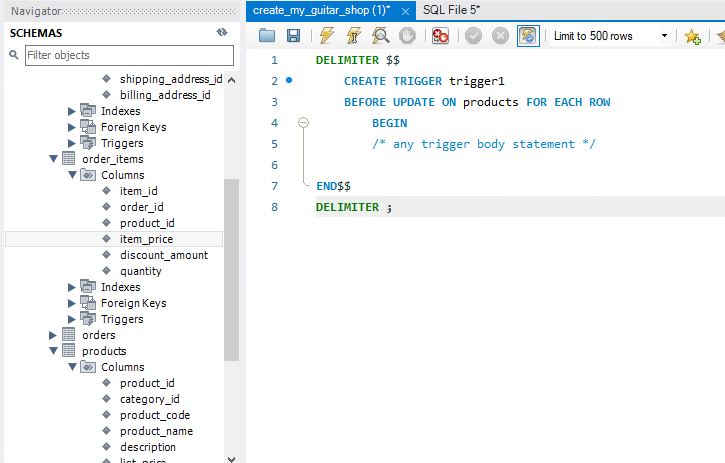 Navigator
SCHEMAS
Filter objects
shipping_address_id
billing_address_id
Indexes
Foreign Keys
Triggers
order_items
Columns
item_id
order_id
product_id
item_price
discount_amount
quantity
Indexes
Foreign Keys
Triggers
orders
products
Columns
product_id
category_id
product_code
product_name
description
list_price
create_my_guitar_shop (1)*
SQL File 5*
Limit to 500 rows
1 DELIMITER $$
2 CREATE TRIGGER trigger1
3 BEFORE UPDATE ON products FOR EACH ROW
4 BEGIN
5 /* any trigger body statement */
6
7 END$$
8 DELIMITER ;